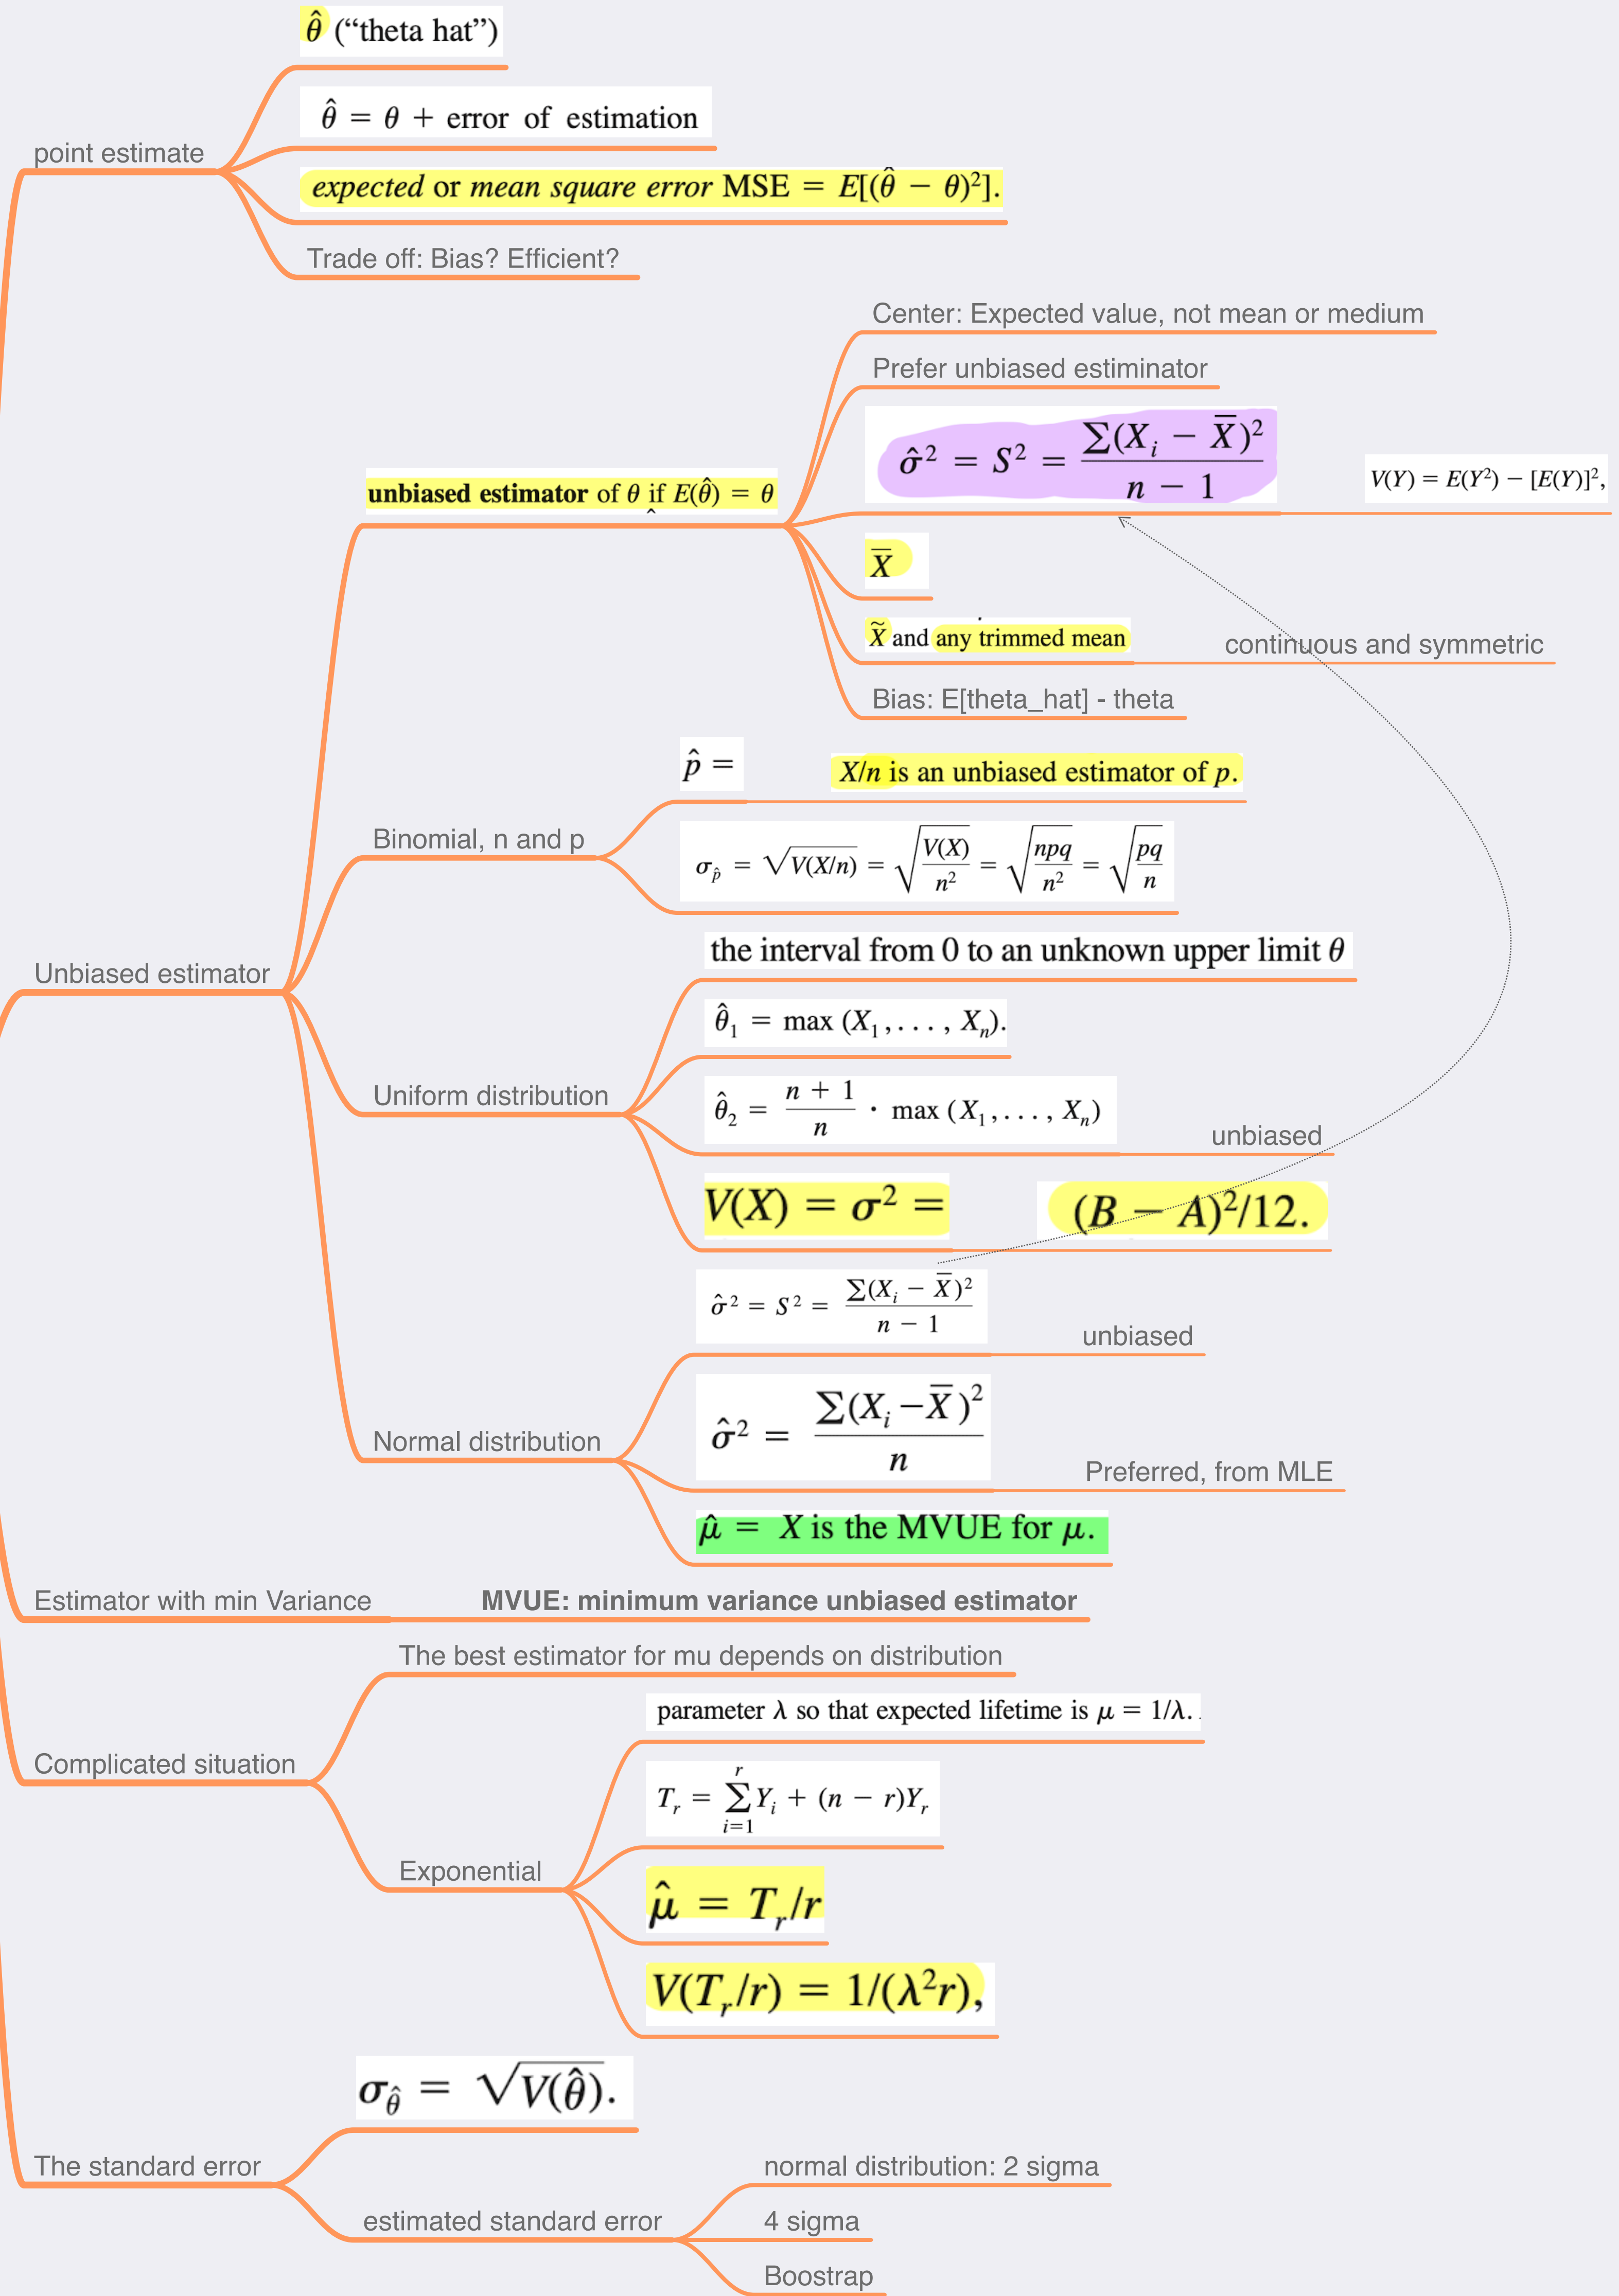 θ̂ (“theta hat”)
θ̂ = θ + error of estimation
point estimate
expected or mean square error MSE = E[(θ̂ − θ)²].
Trade off: Bias? Efficient?
Center: Expected value, not mean or medium
Prefer unbiased estiminator
σ̂² = S² = Σ(Xᵢ − X̅)² / n − 1
V(Y) = E(Y²) − [E(Y)]²,
unbiased estimator of θ if E(θ̂) = θ
X̅
X̃ and any trimmed mean
continuous and symmetric
Bias: E[theta_hat] - theta
p̂ =
X/n is an unbiased estimator of p.
Binomial, n and p
σ_p̂ = √V(X/n) = √(V(X)/n²) = √(npq/n²) = √(pq/n)
Unbiased estimator
the interval from 0 to an unknown upper limit θ
θ̂₁ = max (X₁, . . . , Xₙ).
Uniform distribution
θ̂₂ = (n + 1)/n · max (X₁, . . . , Xₙ)
unbiased
V(X) = σ² =
(B − A)²/12.
σ̂² = S² = Σ(Xᵢ − X̅)² / n − 1
unbiased
Normal distribution
σ̂² = Σ(Xᵢ − X̅)² / n
Preferred, from MLE
μ̂ = X is the MVUE for μ.
Estimator with min Variance
MVUE: minimum variance unbiased estimator
The best estimator for mu depends on distribution
Complicated situation
parameter λ so that expected lifetime is μ = 1/λ.
Tᵣ = Σᵢ₌₁ʳ Yᵢ + (n − r)Yᵣ
Exponential
μ̂ = Tᵣ/r
V(Tᵣ/r) = 1/(λ²r),
σ_θ̂ = √V(θ̂).
The standard error
normal distribution: 2 sigma
estimated standard error
4 sigma
Boostrap